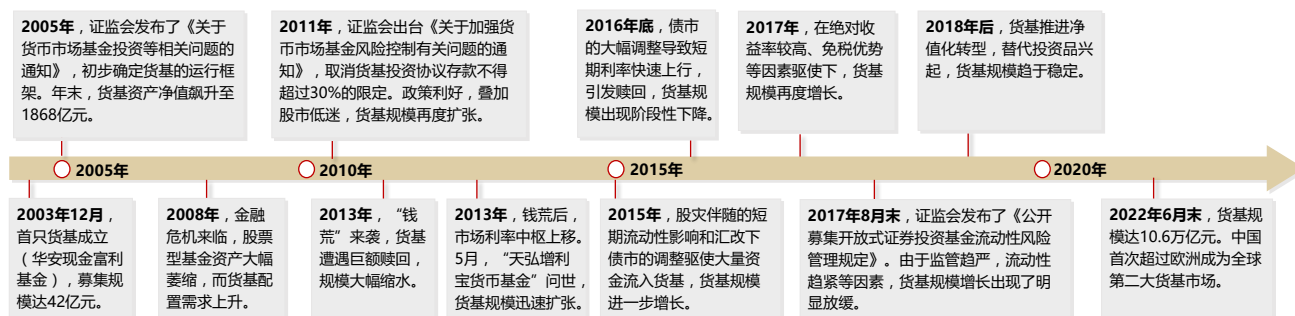 2005年，证监会发布了《关于
货币市场基金投资等相关问题的
通知》，初步确定货基的运行框
架。年末，货基资产净值飙升至
1868亿元。
2011年，证监会出台《关于加强货
币市场基金风险控制有关问题的通
知》，取消货基投资协议存款不得
超过30%的限定。政策利好，叠加
股市低迷，货基规模再度扩张。
2016年底，债市
的大幅调整导致短
期利率快速上行，
引发赎回，货基规
模出现阶段性下降。
2017年，在绝对收
益率较高、免税优势
等因素驱使下，货基
规模再度增长。
2018年后，货基推进净
值化转型，替代投资品兴
起，货基规模趋于稳定。
2005年
2010年
2015年
2020年
2003年12月，
首只货基成立
（华安现金富利
基金），募集规
模达42亿元。
2008年，金融
危机来临，股票
型基金资产大幅
萎缩，而货基配
置需求上升。
2013年，“钱
荒”来袭，货基
遭遇巨额赎回，
规模大幅缩水。
2013年，钱荒后，
市场利率中枢上移。
5月，“天弘增利
宝货币基金”问世，
货基规模迅速扩张。
2015年，股灾伴随的短
期流动性影响和汇改下
债市的调整驱使大量资
金流入货基，货基规模
进一步增长。
2017年8月末，证监会发布了《公开
募集开放式证券投资基金流动性风险
管理规定》。由于监管趋严，流动性
趋紧等因素，货基规模增长出现了明
显放缓。
2022年6月末，货基规
模达10.6万亿元。中国
首次超过欧洲成为全球
第二大货基市场。